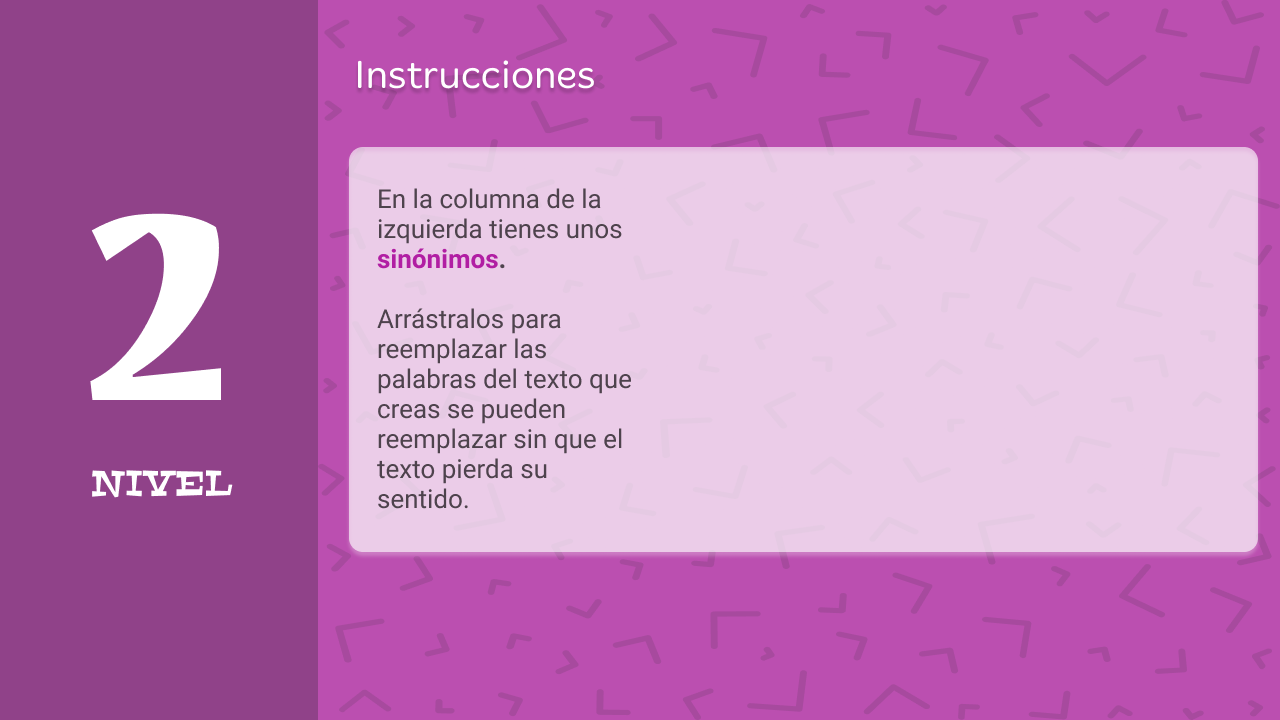 2
NIVEL
Instrucciones
En la columna de la
izquierda tienes unos
sinónimos.
Arrástralos para
reemplazar las
palabras del texto que
creas se pueden
reemplazar sin que el
texto pierda su
sentido.